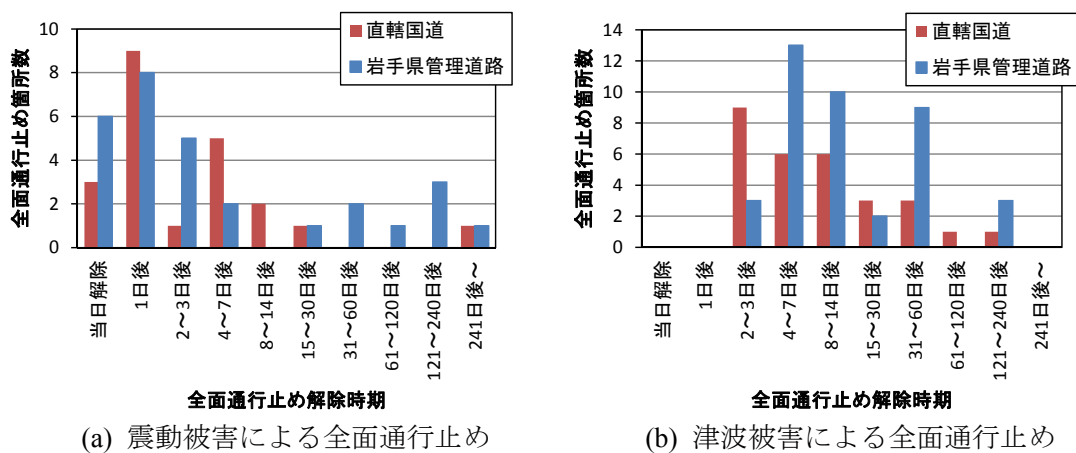 直轄国道
岩手県管理道路
全面通行止め箇所数
10
8
6
4
2
0
当日解除
1日後
2～3日後
4～7日後
8～14日後
15～30日後
31～60日後
61～120日後
121～240日後
241日後～
全面通行止め解除時期
(a) 震動被害による全面通行止め
直轄国道
岩手県管理道路
全面通行止め箇所数
14
12
10
8
6
4
2
0
当日解除
1日後
2～3日後
4～7日後
8～14日後
15～30日後
31～60日後
61～120日後
121～240日後
241日後～
全面通行止め解除時期
(b) 津波被害による全面通行止め